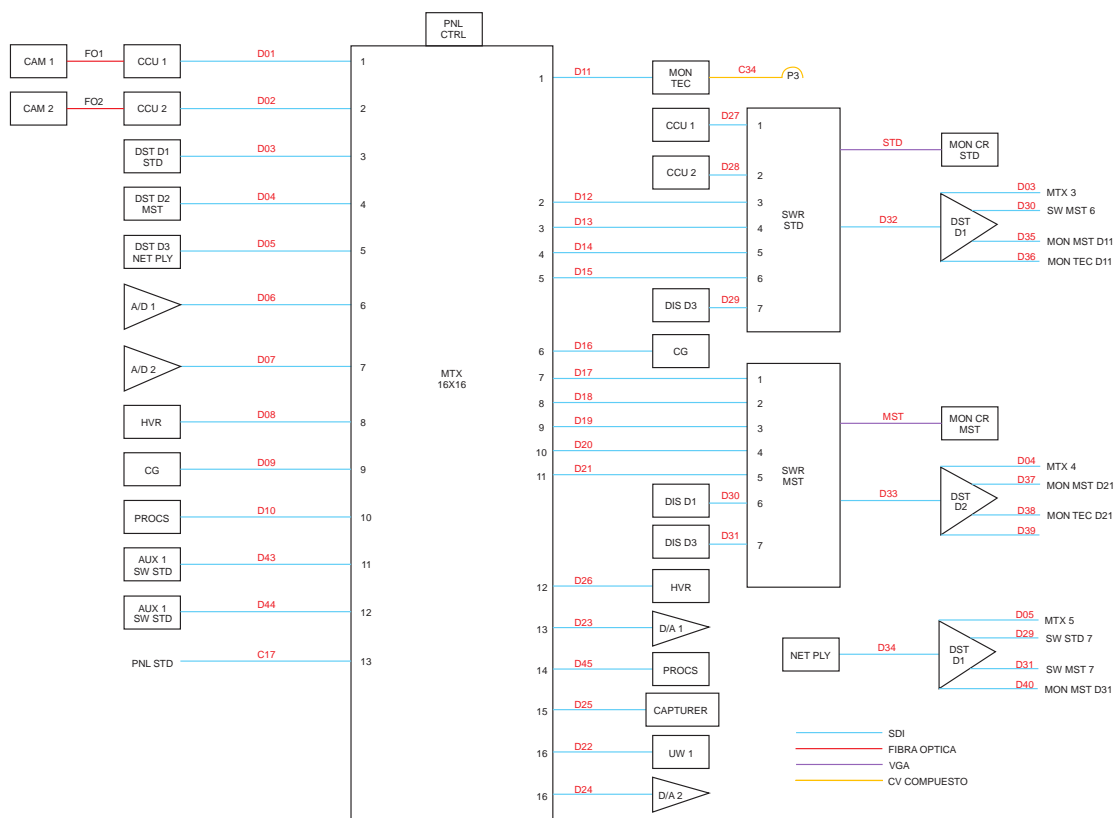 PNL
CTRL
CAM 1
FO1
CCU 1
D01
1
CAM 2
FO2
CCU 2
D02
2
DST D1
STD
D03
3
DST D2
MST
D04
4
DST D3
NET PLY
D05
5
A/D 1
D06
6
A/D 2
D07
7
HVR
D08
8
CG
D09
9
PROCS
D10
10
AUX 1
SW STD
D43
11
AUX 1
SW STD
D44
12
PNL STD
C17
13
MTX
16X16
1
D11
MON
TEC
C34
P3
2
D12
3
D13
4
D14
5
D15
6
D16
CG
7
D17
8
D18
9
D19
10
D20
11
D21
12
D26
HVR
13
D23
D/A 1
14
D45
PROCS
15
D25
CAPTURER
16
D22
UW 1
16
D24
D/A 2
CCU 1
D27
1
CCU 2
D28
2
3
4
5
6
DIS D3
D29
7
SWR
STD
STD
MON CR
STD
D32
DST
D1
D03
MTX 3
D30
SW MST 6
D35
MON MST D11
D36
MON TEC D11
1
2
3
4
5
DIS D1
D30
6
DIS D3
D31
7
SWR
MST
MST
MON CR
MST
D33
DST
D2
D04
MTX 4
D37
MON MST D21
D38
MON TEC D21
D39
NET PLY
D34
DST
D1
D05
MTX 5
D29
SW STD 7
D31
SW MST 7
D40
MON MST D31
SDI
FIBRA OPTICA
VGA
CV COMPUESTO